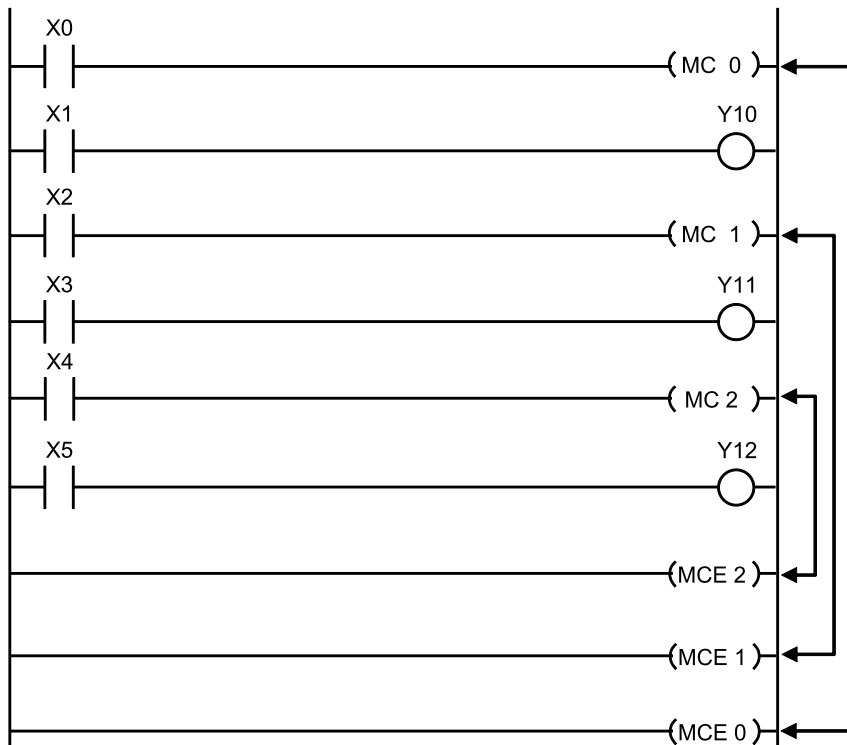 X0
(MC 0)
X1
Y10
X2
(MC 1)
X3
Y11
X4
(MC 2)
X5
Y12
(MCE 2)
(MCE 1)
(MCE 0)